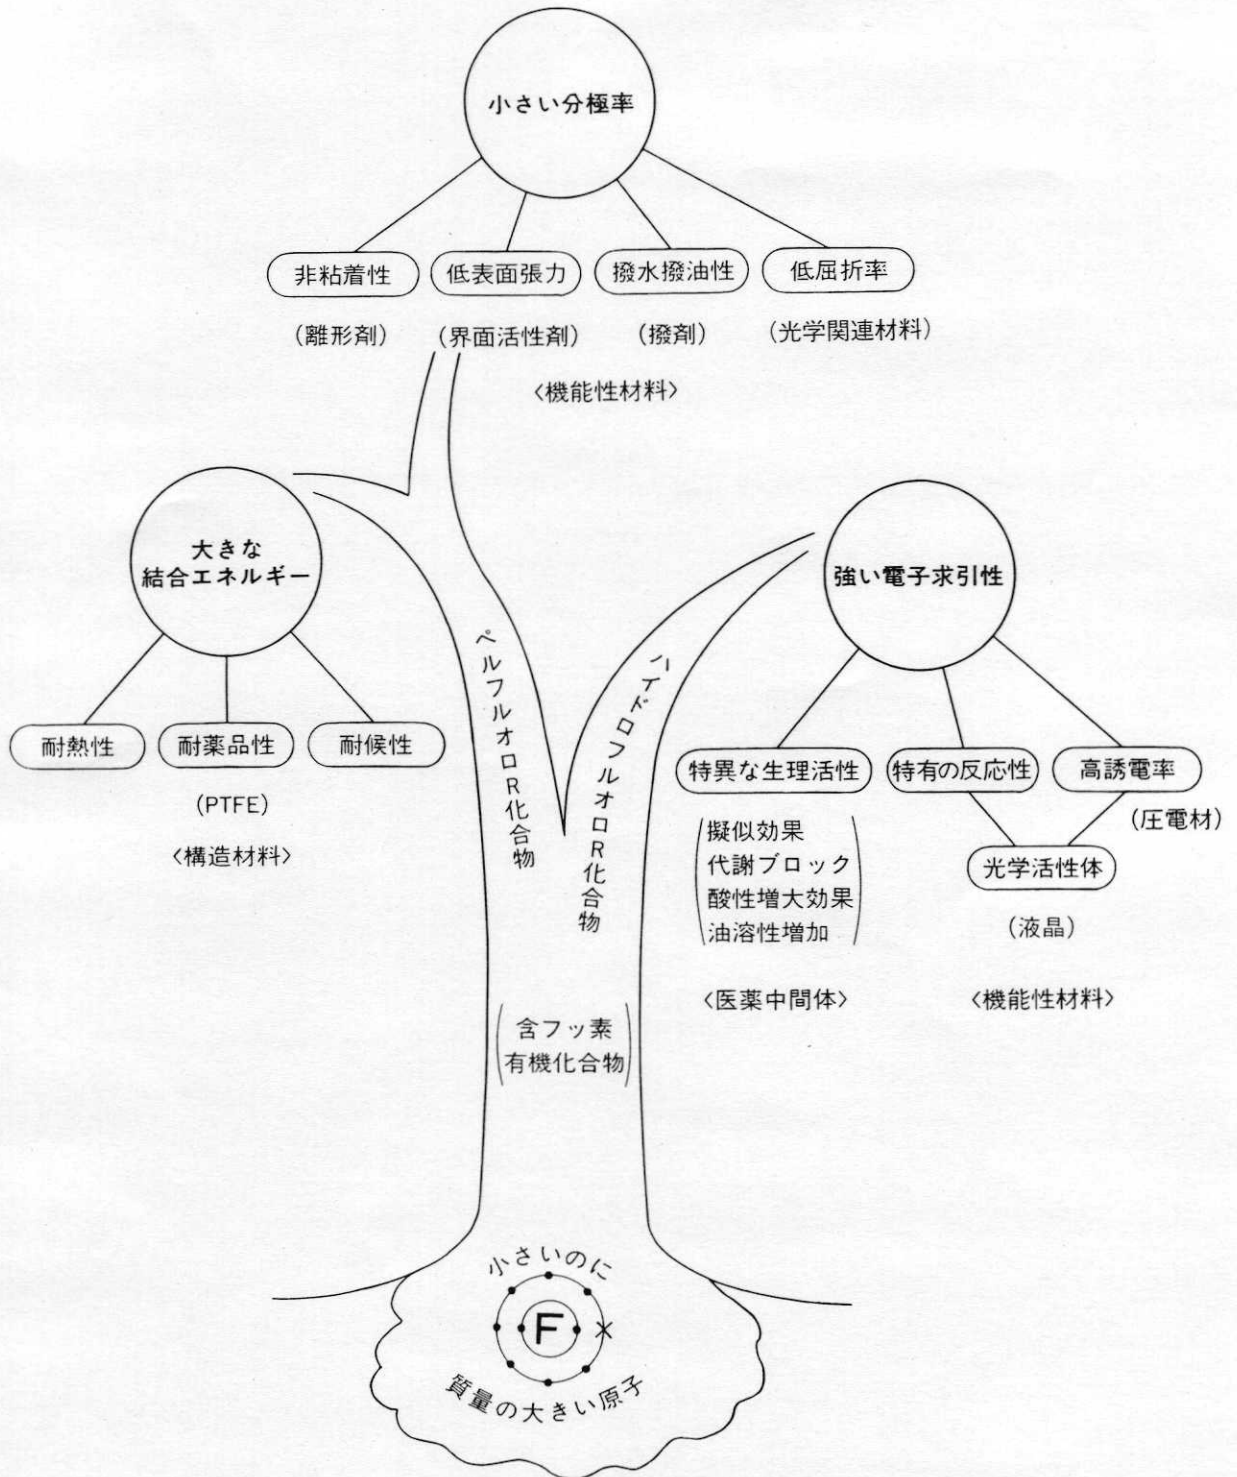 小さい分極率
非粘着性
低表面張力
撥水撥油性
低屈折率
(離形剤)
(界面活性剤)
(撥剤)
(光学関連材料)
〈機能性材料〉
大きな
結合エネルギー
耐熱性
耐薬品性
耐候性
(PTFE)
〈構造材料〉
強い電子求引性
特異な生理活性
特有の反応性
高誘電率
(圧電材)
擬似効果
代謝ブロック
酸性増大効果
油溶性増加
光学活性体
(液晶)
〈医薬中間体〉
〈機能性材料〉
ペルフルオロR化合物
ハイドロフルオロR化合物
(含フッ素
有機化合物)
小さいのに
F
質量の大きい原子